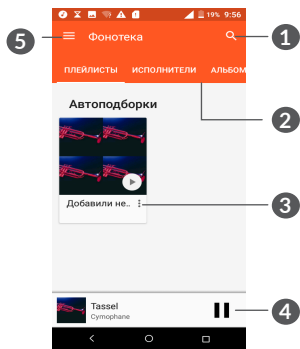 19% 9:56
5
Фонотека
1
ПЛЕЙЛИСТЫ ИСПОЛНИТЕЛИ АЛЬБОМ
2
Автоподборки
Добавили не..
3
Tassel
Cymophane
4